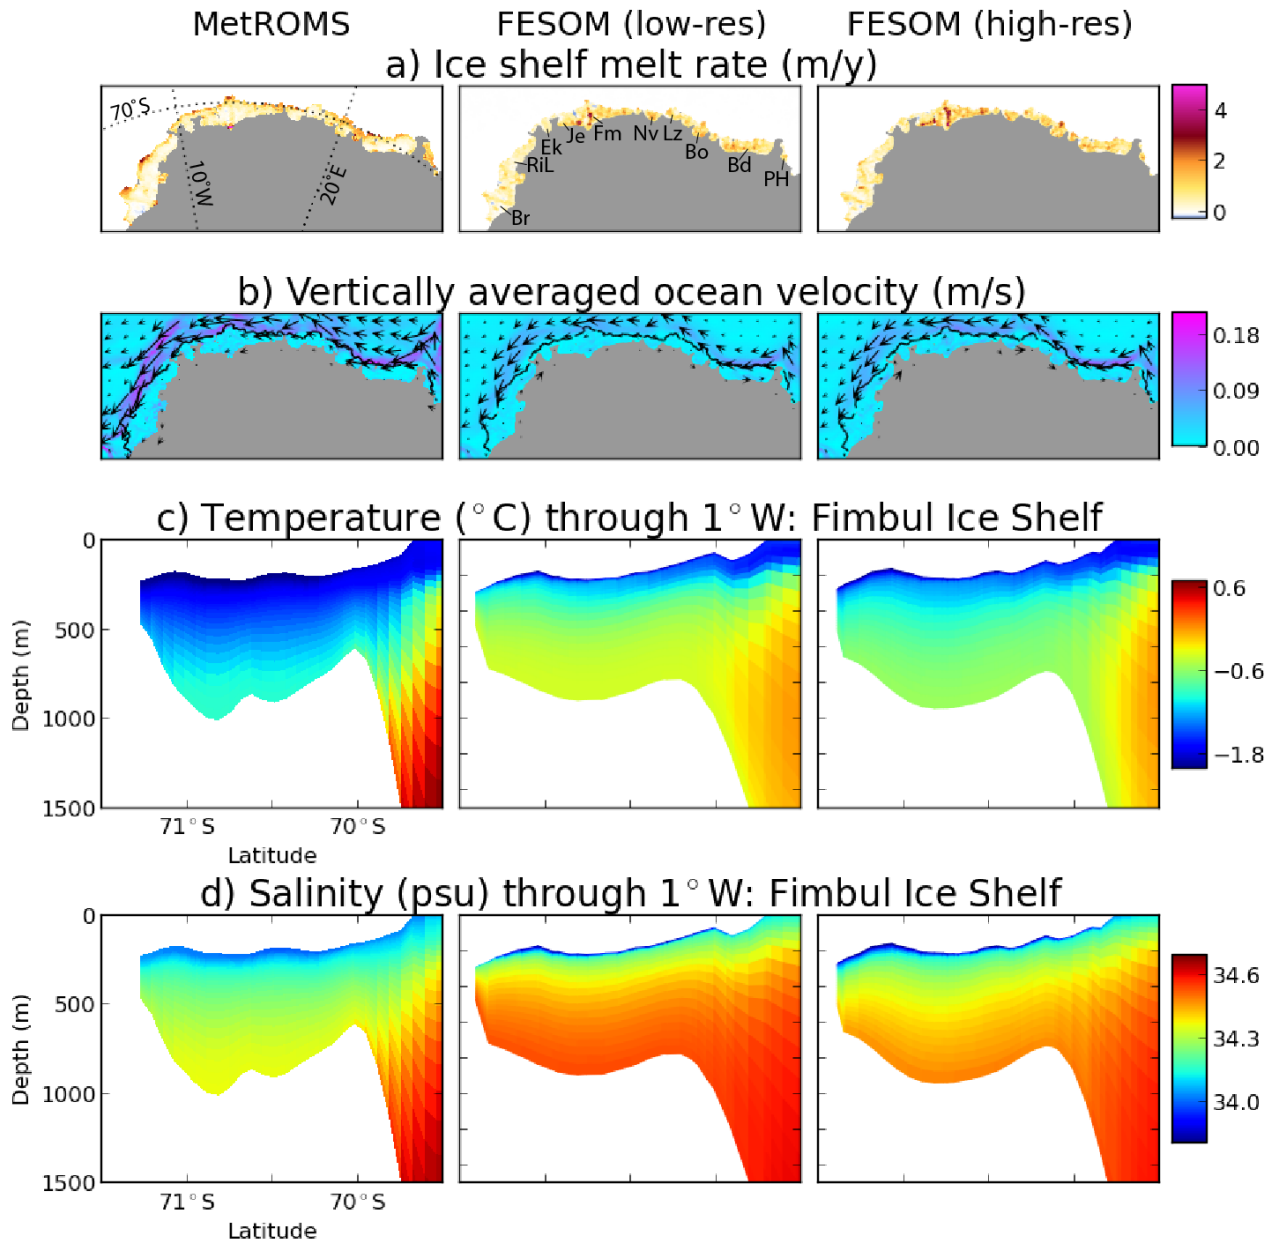 MetROMS FESOM (low-res) FESOM (high-res)
a) Ice shelf melt rate (m/y)
70°S
10°W
20°E
Ek Je Fm Nv Lz Bo
RiL Bd PH
Br
4
2
0
b) Vertically averaged ocean velocity (m/s)
0.18
0.09
0.00
c) Temperature (°C) through 1°W: Fimbul Ice Shelf
0
500
1000
1500
Depth (m)
71°S 70°S
Latitude
0.6
−0.6
−1.8
d) Salinity (psu) through 1°W: Fimbul Ice Shelf
0
500
1000
1500
Depth (m)
71°S 70°S
Latitude
34.6
34.3
34.0